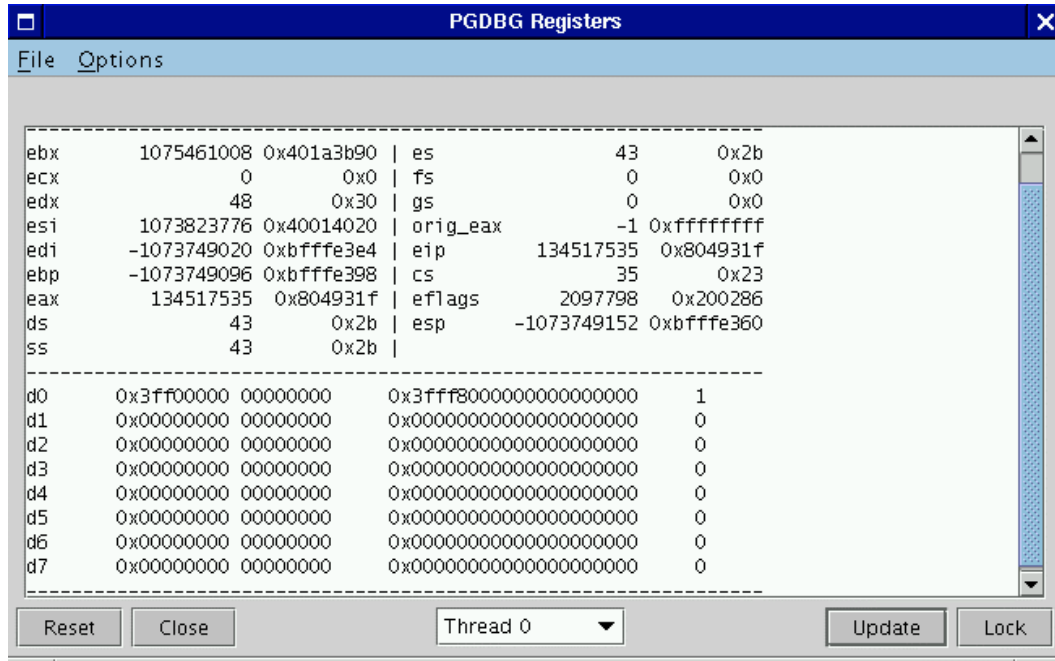 PGDBG Registers
File Options
--------------------------------------------------------------------------
ebx 1075461008 0x401a3b90 | es 43 0x2b
ecx 0 0x0 | fs 0 0x0
edx 48 0x30 | gs 0 0x0
esi 1073823776 0x40014020 | orig_eax -1 0xffffffff
edi -1073749020 0xbfffe3e4 | eip 134517535 0x804931f
ebp -1073749096 0xbfffe398 | cs 35 0x23
eax 134517535 0x804931f | eflags 2097798 0x200286
ds 43 0x2b | esp -1073749152 0xbfffe360
ss 43 0x2b |
--------------------------------------------------------------------------
d0 0x3ff00000 00000000 0x3fff8000000000000000 1
d1 0x00000000 00000000 0x00000000000000000000 0
d2 0x00000000 00000000 0x00000000000000000000 0
d3 0x00000000 00000000 0x00000000000000000000 0
d4 0x00000000 00000000 0x00000000000000000000 0
d5 0x00000000 00000000 0x00000000000000000000 0
d6 0x00000000 00000000 0x00000000000000000000 0
d7 0x00000000 00000000 0x00000000000000000000 0
--------------------------------------------------------------------------
Reset Close Thread 0 Update Lock